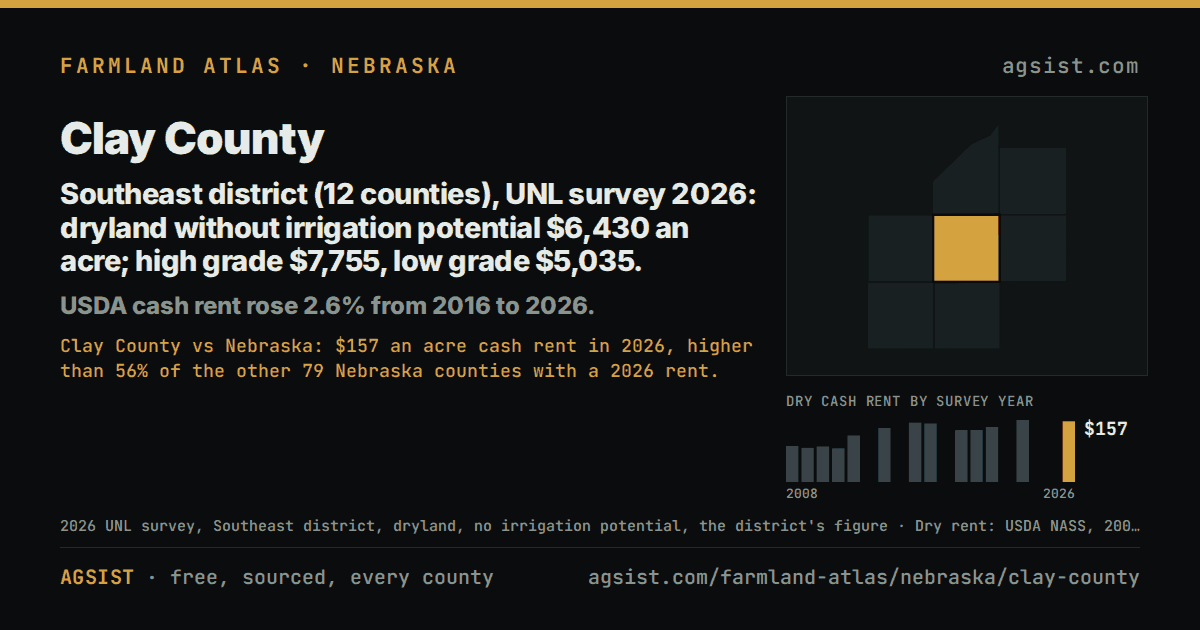 FARMLAND ATLAS · NEBRASKA
agsist.com
Clay County
Southeast district (12 counties), UNL survey 2026:
dryland without irrigation potential $6,430 an
acre; high grade $7,755, low grade $5,035.
USDA cash rent rose 2.6% from 2016 to 2026.
Clay County vs Nebraska: $157 an acre cash rent in 2026, higher
than 56% of the other 79 Nebraska counties with a 2026 rent.
DRY CASH RENT BY SURVEY YEAR
$157
2008
2026
2026 UNL survey, Southeast district, dryland, no irrigation potential, the district's figure · Dry rent: USDA NASS, 200…
AGSIST · free, sourced, every county
agsist.com/farmland-atlas/nebraska/clay-county